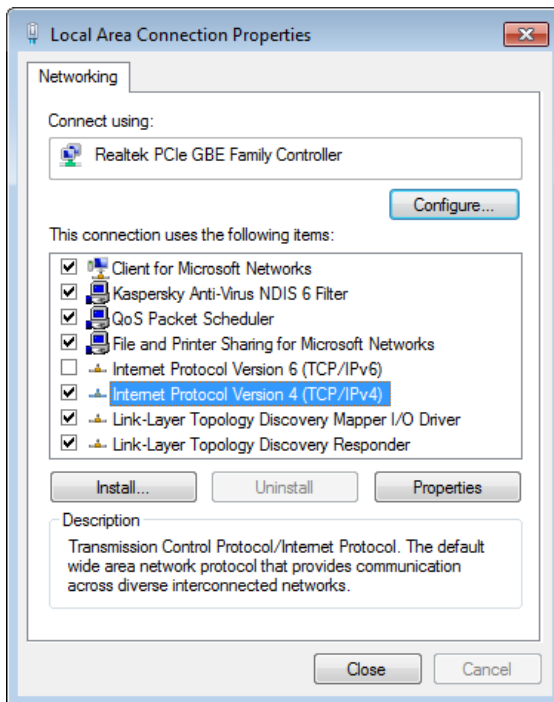 Local Area Connection Properties
Networking
Connect using:
Realtek PCIe GBE Family Controller
Configure...
This connection uses the following items:
Client for Microsoft Networks
Kaspersky Anti-Virus NDIS 6 Filter
QoS Packet Scheduler
File and Printer Sharing for Microsoft Networks
Internet Protocol Version 6 (TCP/IPv6)
Internet Protocol Version 4 (TCP/IPv4)
Link-Layer Topology Discovery Mapper I/O Driver
Link-Layer Topology Discovery Responder
Install... Uninstall Properties
Description
Transmission Control Protocol/Internet Protocol. The default
wide area network protocol that provides communication
across diverse interconnected networks.
Close Cancel